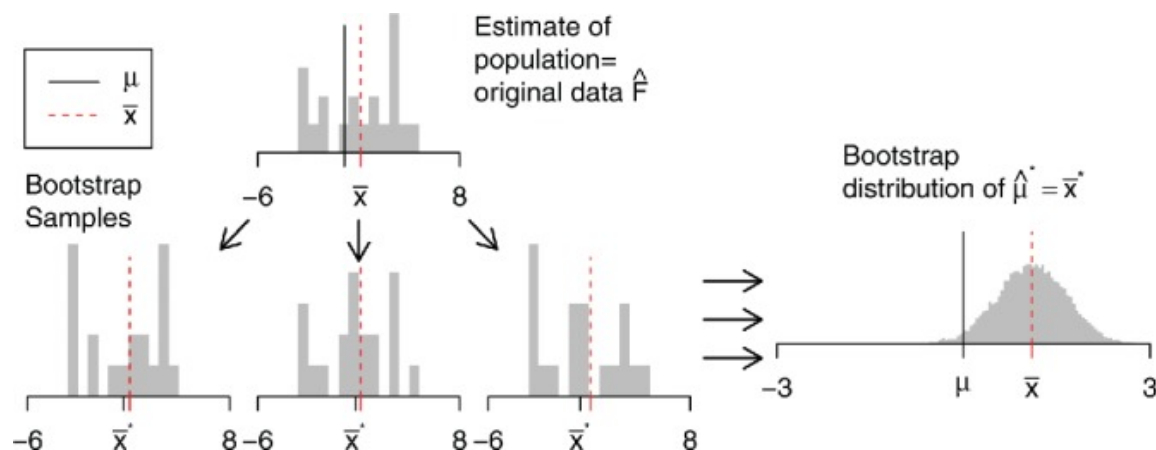 μ
x̄
Estimate of
population=
original data F̂
-6 x̄ 8
Bootstrap
Samples
Bootstrap
distribution of μ̂* = x̄*
-6 x̄* 8
-6 x̄* 8
-6 x̄* 8
-3 μ x̄ 3